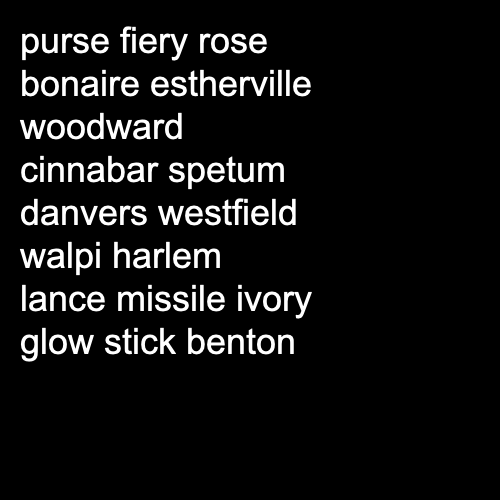 purse fiery rose
bonaire estherville
woodward
cinnabar spetum
danvers westfield
walpi harlem
lance missile ivory
glow stick benton